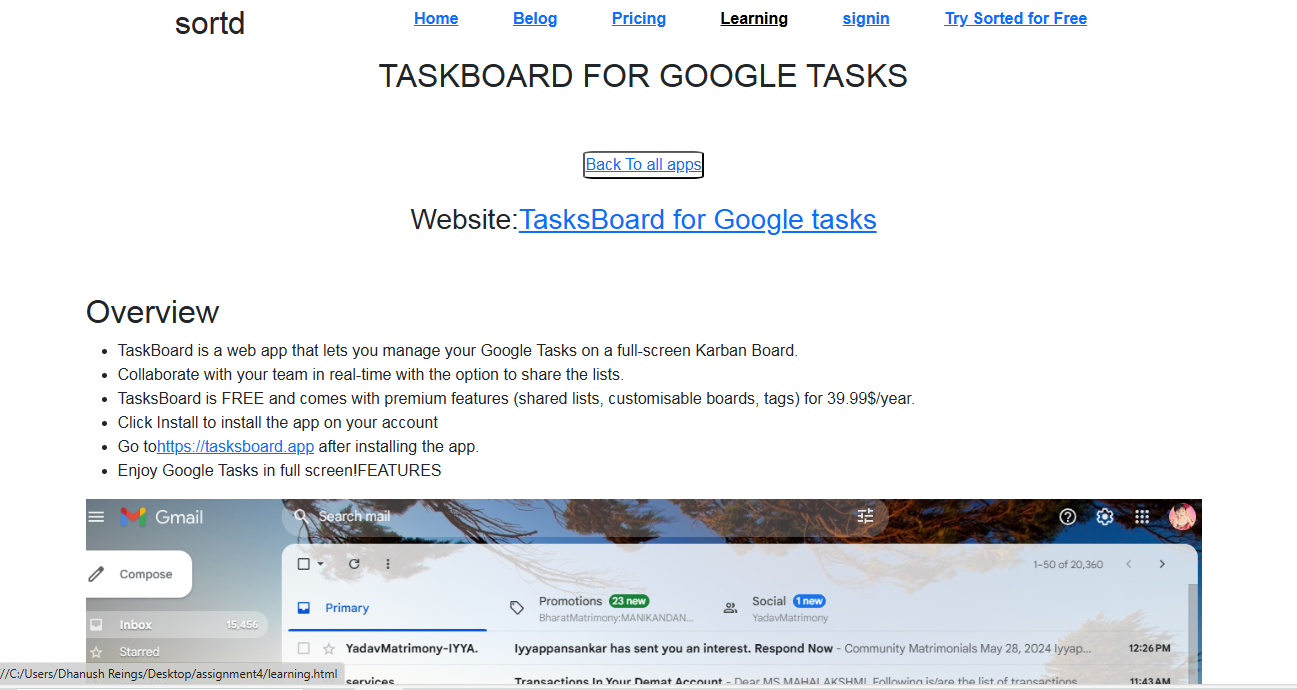 sortd Home Belog Pricing Learning signin Try Sorted for Free
TASKBOARD FOR GOOGLE TASKS
Back To all apps
Website:TasksBoard for Google tasks
Overview
• TaskBoard is a web app that lets you manage your Google Tasks on a full-screen Karban Board.
• Collaborate with your team in real-time with the option to share the lists.
• TasksBoard is FREE and comes with premium features (shared lists, customisable boards, tags) for 39.99$/year.
• Click Install to install the app on your account
• Go tohttps://tasksboard.app after installing the app.
• Enjoy Google Tasks in full screen!FEATURES
Gmail Search mail
Compose 1–50 of 20,360
Primary Promotions 23 new Social 1 new
BharatMatrimony:MANIKANDAN... YadavMatrimony
Inbox 15,456
Starred YadavMatrimony-IYYA. Iyyappansankar has sent you an interest. Respond Now - Community Matrimonials May 28, 2024 Iyyap... 12:26 PM
//C:/Users/Dhanush Reings/Desktop/assignment4/learning.html
services Transactions In Your Demat Account - Dear MS MAHALAKSHMI, Following is/are the list of transactions 11:43 AM